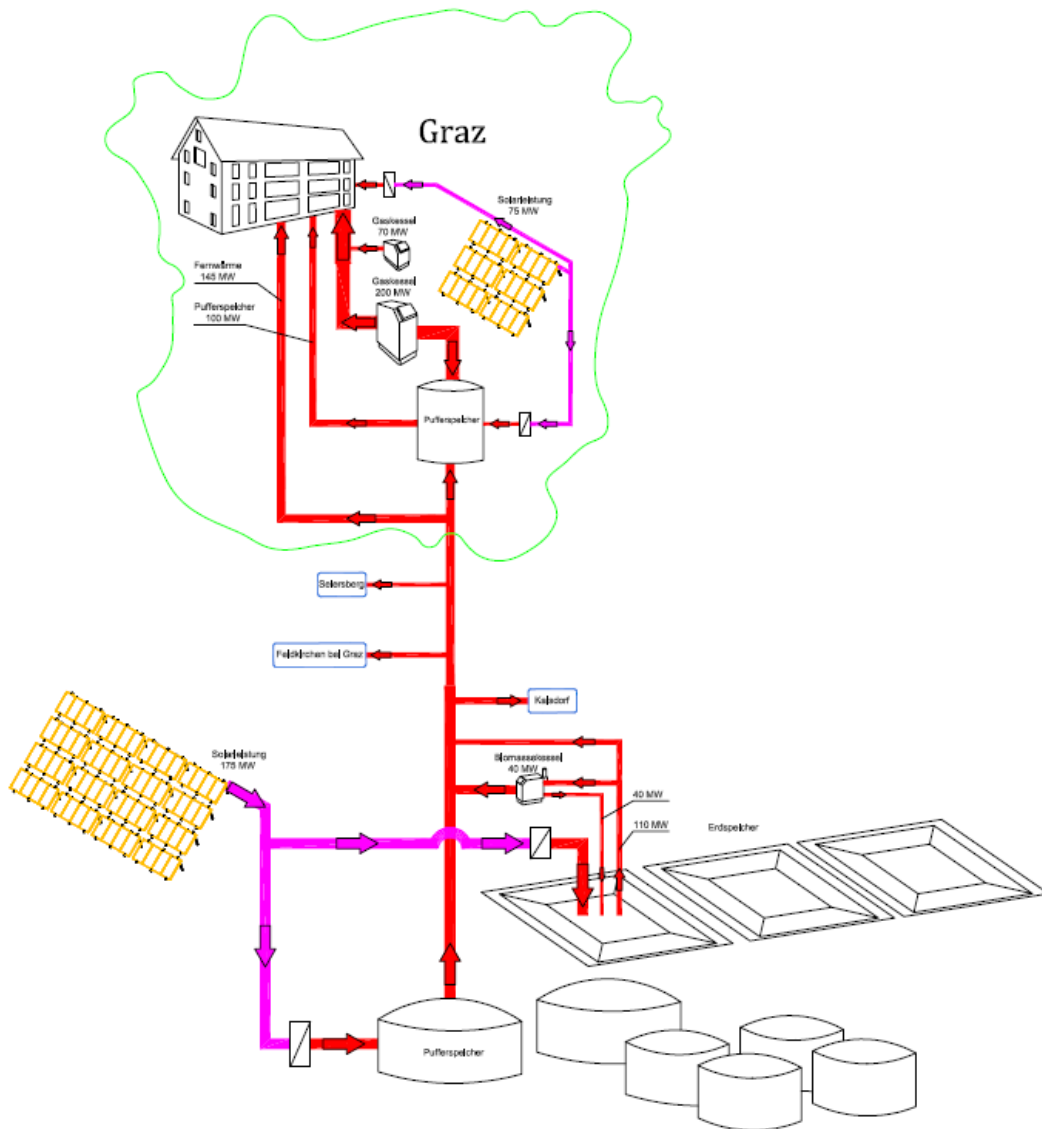 Graz
Solarleistung
75 MW
Gaskessel
70 MW
Fernwärme
145 MW
Gaskessel
200 MW
Pufferspeicher
100 MW
Pufferspeicher
Seiersberg
Feldkirchen bei Graz
Kalsdorf
Solarleistung
175 MW
Biomassekessel
40 MW
40 MW
110 MW
Erdspeicher
Pufferspeicher